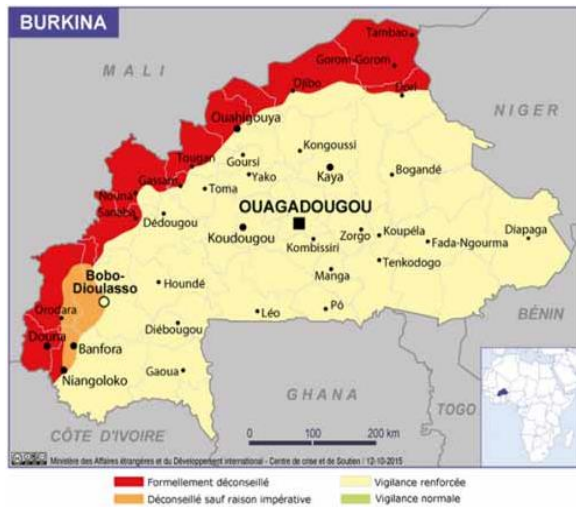 BURKINA
MALI
NIGER
Tambao
Gorom-Gorom
Djibo
Dori
Ouahigouya
Kongoussi
Tougan
Goursi
Yako
Kaya
Bogandé
Gassam
Toma
Nouna
Sanaba
Dédougou
OUAGADOUGOU
Koudougou
Kombissiri
Zorgo
Koupéla
Fada-Ngourma
Diapaga
Tenkodogo
Bobo-
Dioulasso
Houndé
Manga
Orodara
Léo
Pó
BÉNIN
Douna
Banfora
Diébougou
Niangoloko
Gaoua
GHANA
TOGO
CÔTE D'IVOIRE
0 100 200 km
Ministère des Affaires étrangères et du Développement international - Centre de crise et de Soutien / 12-10-2015
Formellement déconseillé
Vigilance renforcée
Déconseillé sauf raison impérative
Vigilance normale